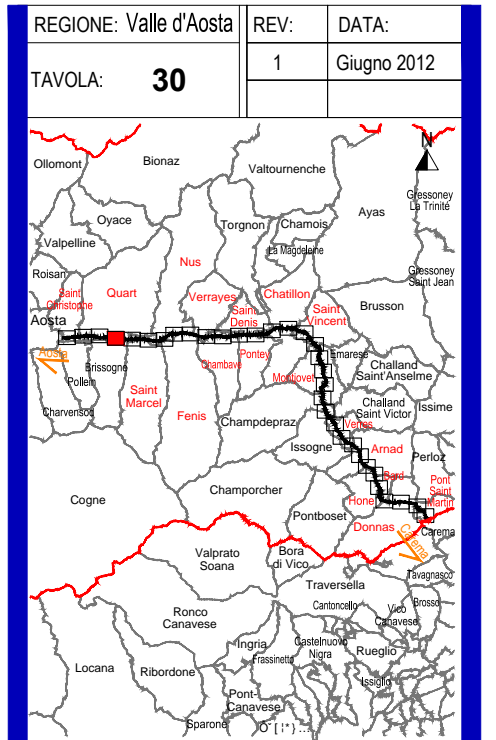 REGIONE: Valle d'Aosta
REV:
DATA:
TAVOLA: 30
1
Giugno 2012
N
Ollomont
Bionaz
Valtournenche
Ayas
Gressoney
La Trinité
Oyace
Torgnon
Chamois
Valpelline
La Magdeleine
Roisan
Nus
Gressoney
Saint Jean
Saint
Christophe
Quart
Verrayes
Chatillon
Saint
Denis
Saint
Vincent
Brusson
Aosta
Aosta
Brissogne
Chambave
Pontey
Emarese
Pollein
Saint
Marcel
Montjovet
Challand
Saint'Anselme
Charvensod
Fenis
Champdepraz
Challand
Saint Victor
Issime
Verres
Issogne
Arnad
Perloz
Bard
Pont
Saint
Martin
Cogne
Champorcher
Hone
Pontboset
Donnas
Carema
Carema
Valprato
Soana
Bora
di Vico
Tavagnasco
Traversella
Ronco
Canavese
Cantoncello
Vico
Canavese
Brosso
Ingria
Castelnuovo
Nigra
Rueglio
Frassinetto
Locana
Ribordone
Issiglio
Pont-
Canavese
Sparone